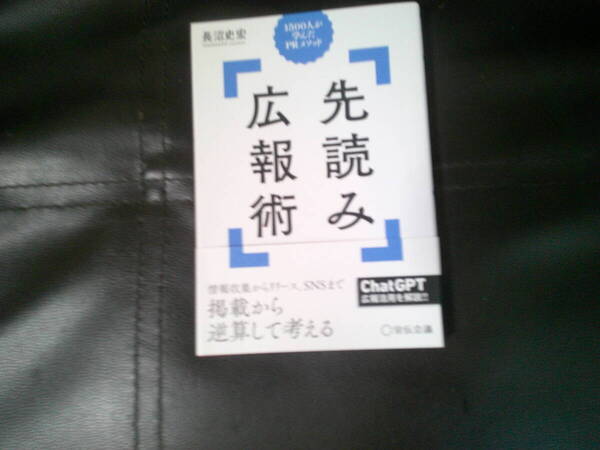 長沼史宏
1500人が
学んだ
PRメソッド
先読み
広報術
情報収集からリリース、SNSまで
掲載から
逆算して考える
ChatGPT
広報活用を解説!!
宣伝会議